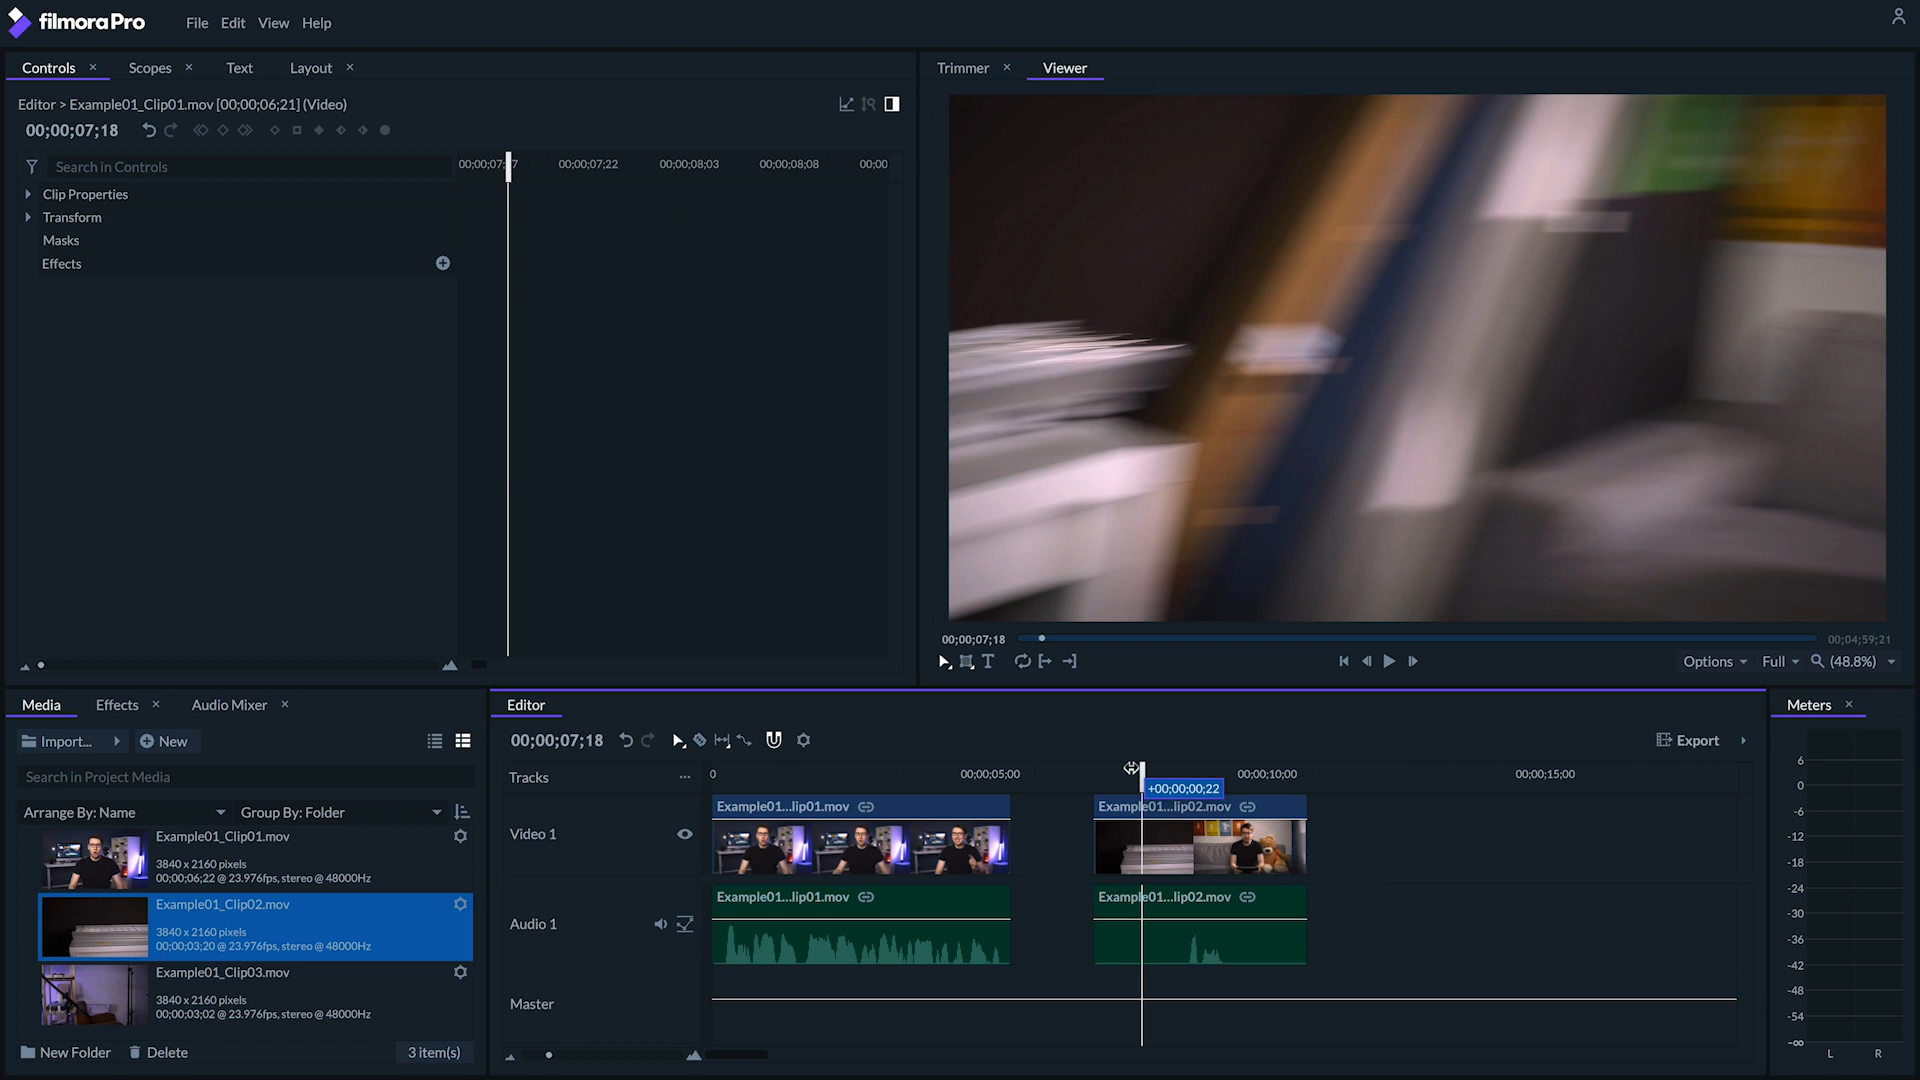 filmoraPro
File Edit View Help
Controls Scopes Text Layout
Editor > Example01_Clip01.mov [00;00;06;21] (Video)
00;00;07;18
Search in Controls
00;00;07;22 00;00;08;03 00;00;08;08 00;00
Clip Properties
Transform
Masks
Effects
Trimmer Viewer
00;00;07;18
00;04;59;21
Options Full (48.8%)
Media Effects Audio Mixer
Import... New
Search in Project Media
Arrange By: Name Group By: Folder
Example01_Clip01.mov
3840 x 2160 pixels
00;00;06;22 @ 23.976fps, stereo @ 48000Hz
Example01_Clip02.mov
3840 x 2160 pixels
00;00;03;20 @ 23.976fps, stereo @ 48000Hz
Example01_Clip03.mov
3840 x 2160 pixels
00;00;03;02 @ 23.976fps, stereo @ 48000Hz
New Folder Delete 3 item(s)
Editor
00;00;07;18
Export
Tracks
0 00;00;05;00 00;00;10;00 00;00;15;00
+00;00;00;22
Example01...lip01.mov Example01...lip02.mov
Video 1
Example01...lip01.mov Example01...lip02.mov
Audio 1
Master
Meters
6
0
-6
-12
-18
-24
-30
-36
-42
-48
-54
-∞
L R